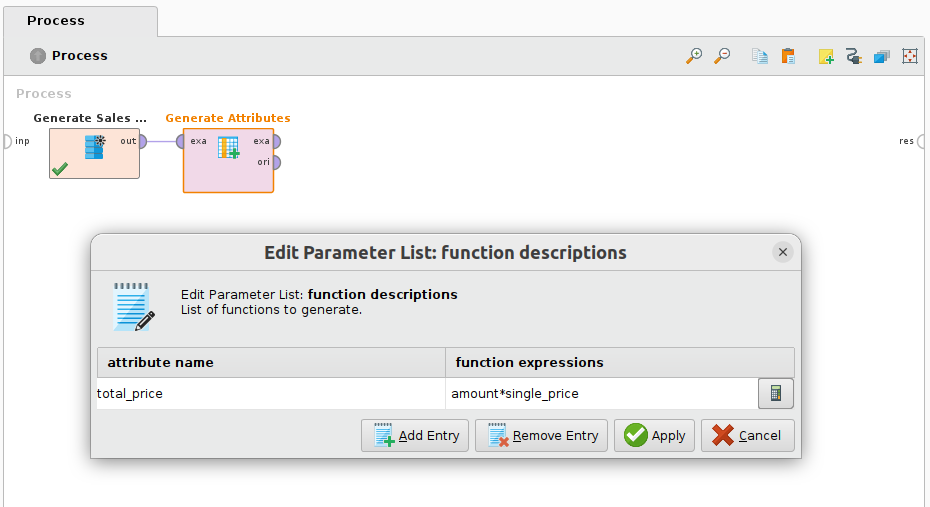 Process
Process
Process
Generate Sales ...
Generate Attributes
inp
out
exa
exa
ori
res
Edit Parameter List: function descriptions
Edit Parameter List: function descriptions
List of functions to generate.
attribute name
function expressions
total_price
amount*single_price
Add Entry
Remove Entry
Apply
Cancel